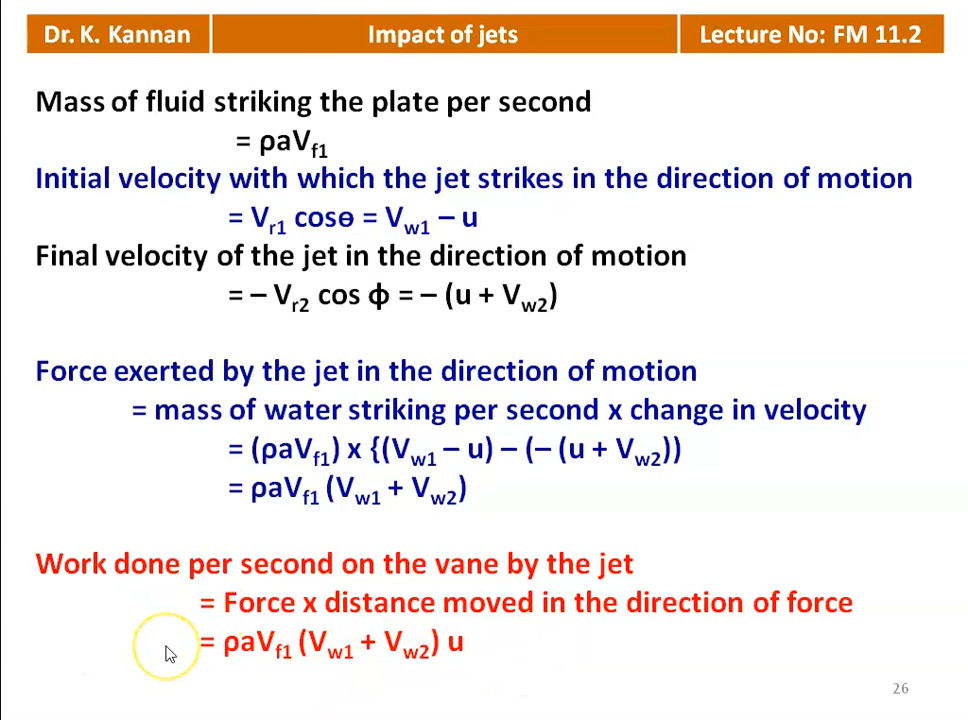 Dr. K. Kannan Impact of jets Lecture No: FM 11.2
Mass of fluid striking the plate per second
= ρaVf1
Initial velocity with which the jet strikes in the direction of motion
= Vr1 cosө = Vw1 – u
Final velocity of the jet in the direction of motion
= – Vr2 cos ϕ = – (u + Vw2)
Force exerted by the jet in the direction of motion
= mass of water striking per second x change in velocity
= (ρaVf1) x {(Vw1 – u) – (– (u + Vw2))
= ρaVf1 (Vw1 + Vw2)
Work done per second on the vane by the jet
= Force x distance moved in the direction of force
= ρaVf1 (Vw1 + Vw2) u
26